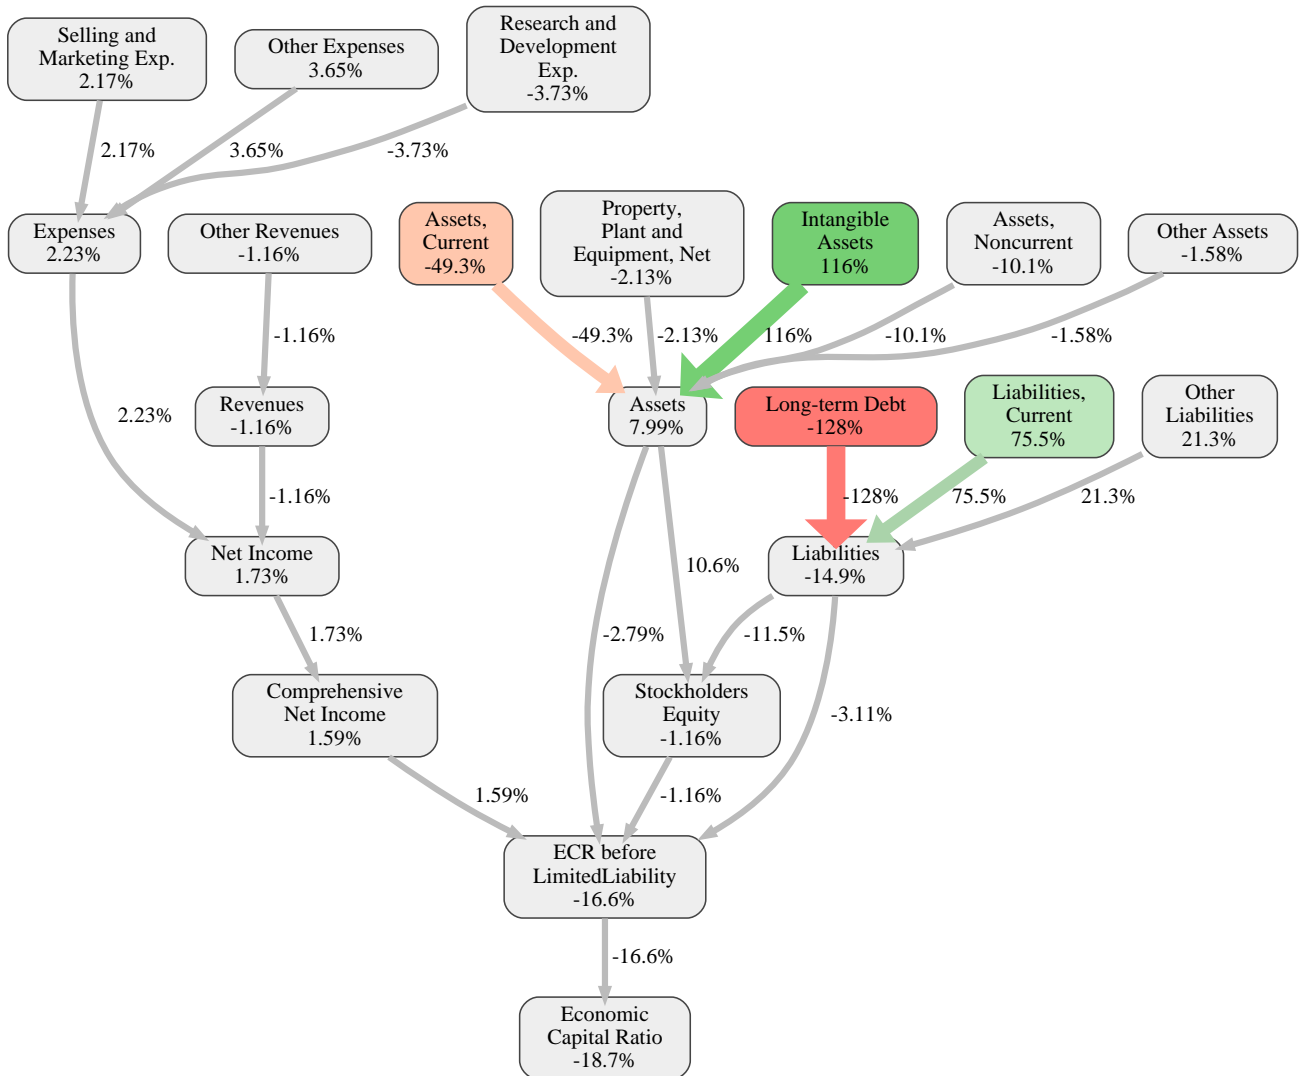 Selling and
Marketing Exp.
2.17%
Other Expenses
3.65%
Research and
Development
Exp.
-3.73%
2.17%
3.65%
-3.73%
Expenses
2.23%
Other Revenues
-1.16%
Assets,
Current
-49.3%
Property,
Plant and
Equipment, Net
-2.13%
Intangible
Assets
116%
Assets,
Noncurrent
-10.1%
Other Assets
-1.58%
-1.16%
-49.3%
-2.13%
116%
-10.1%
-1.58%
2.23%
Revenues
-1.16%
Assets
7.99%
Long-term Debt
-128%
Liabilities,
Current
75.5%
Other
Liabilities
21.3%
-1.16%
-128%
75.5%
21.3%
Net Income
1.73%
10.6%
Liabilities
-14.9%
1.73%
-2.79%
-11.5%
-3.11%
Comprehensive
Net Income
1.59%
Stockholders
Equity
-1.16%
1.59%
-1.16%
ECR before
LimitedLiability
-16.6%
-16.6%
Economic
Capital Ratio
-18.7%